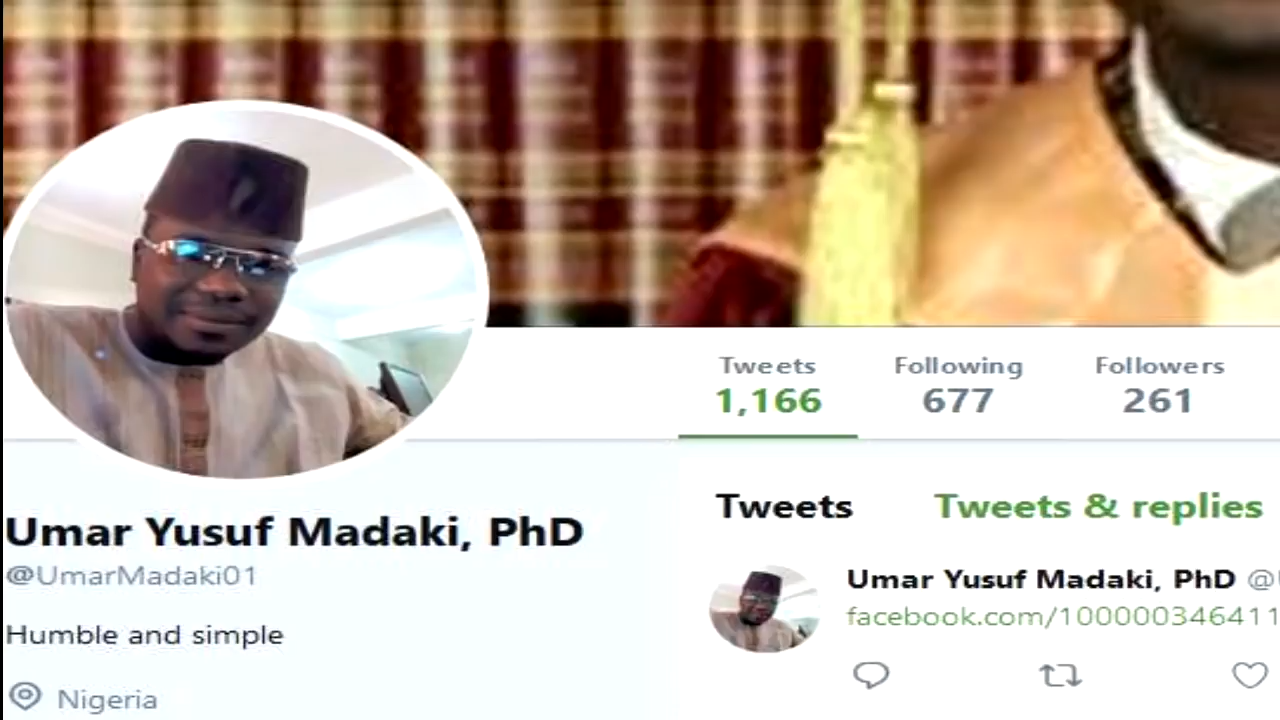 Tweets Following Followers
1,166 677 261
Umar Yusuf Madaki, PhD
@UmarMadaki01
Humble and simple
Nigeria
Tweets Tweets & replies
Umar Yusuf Madaki, PhD @
facebook.com/100000346411